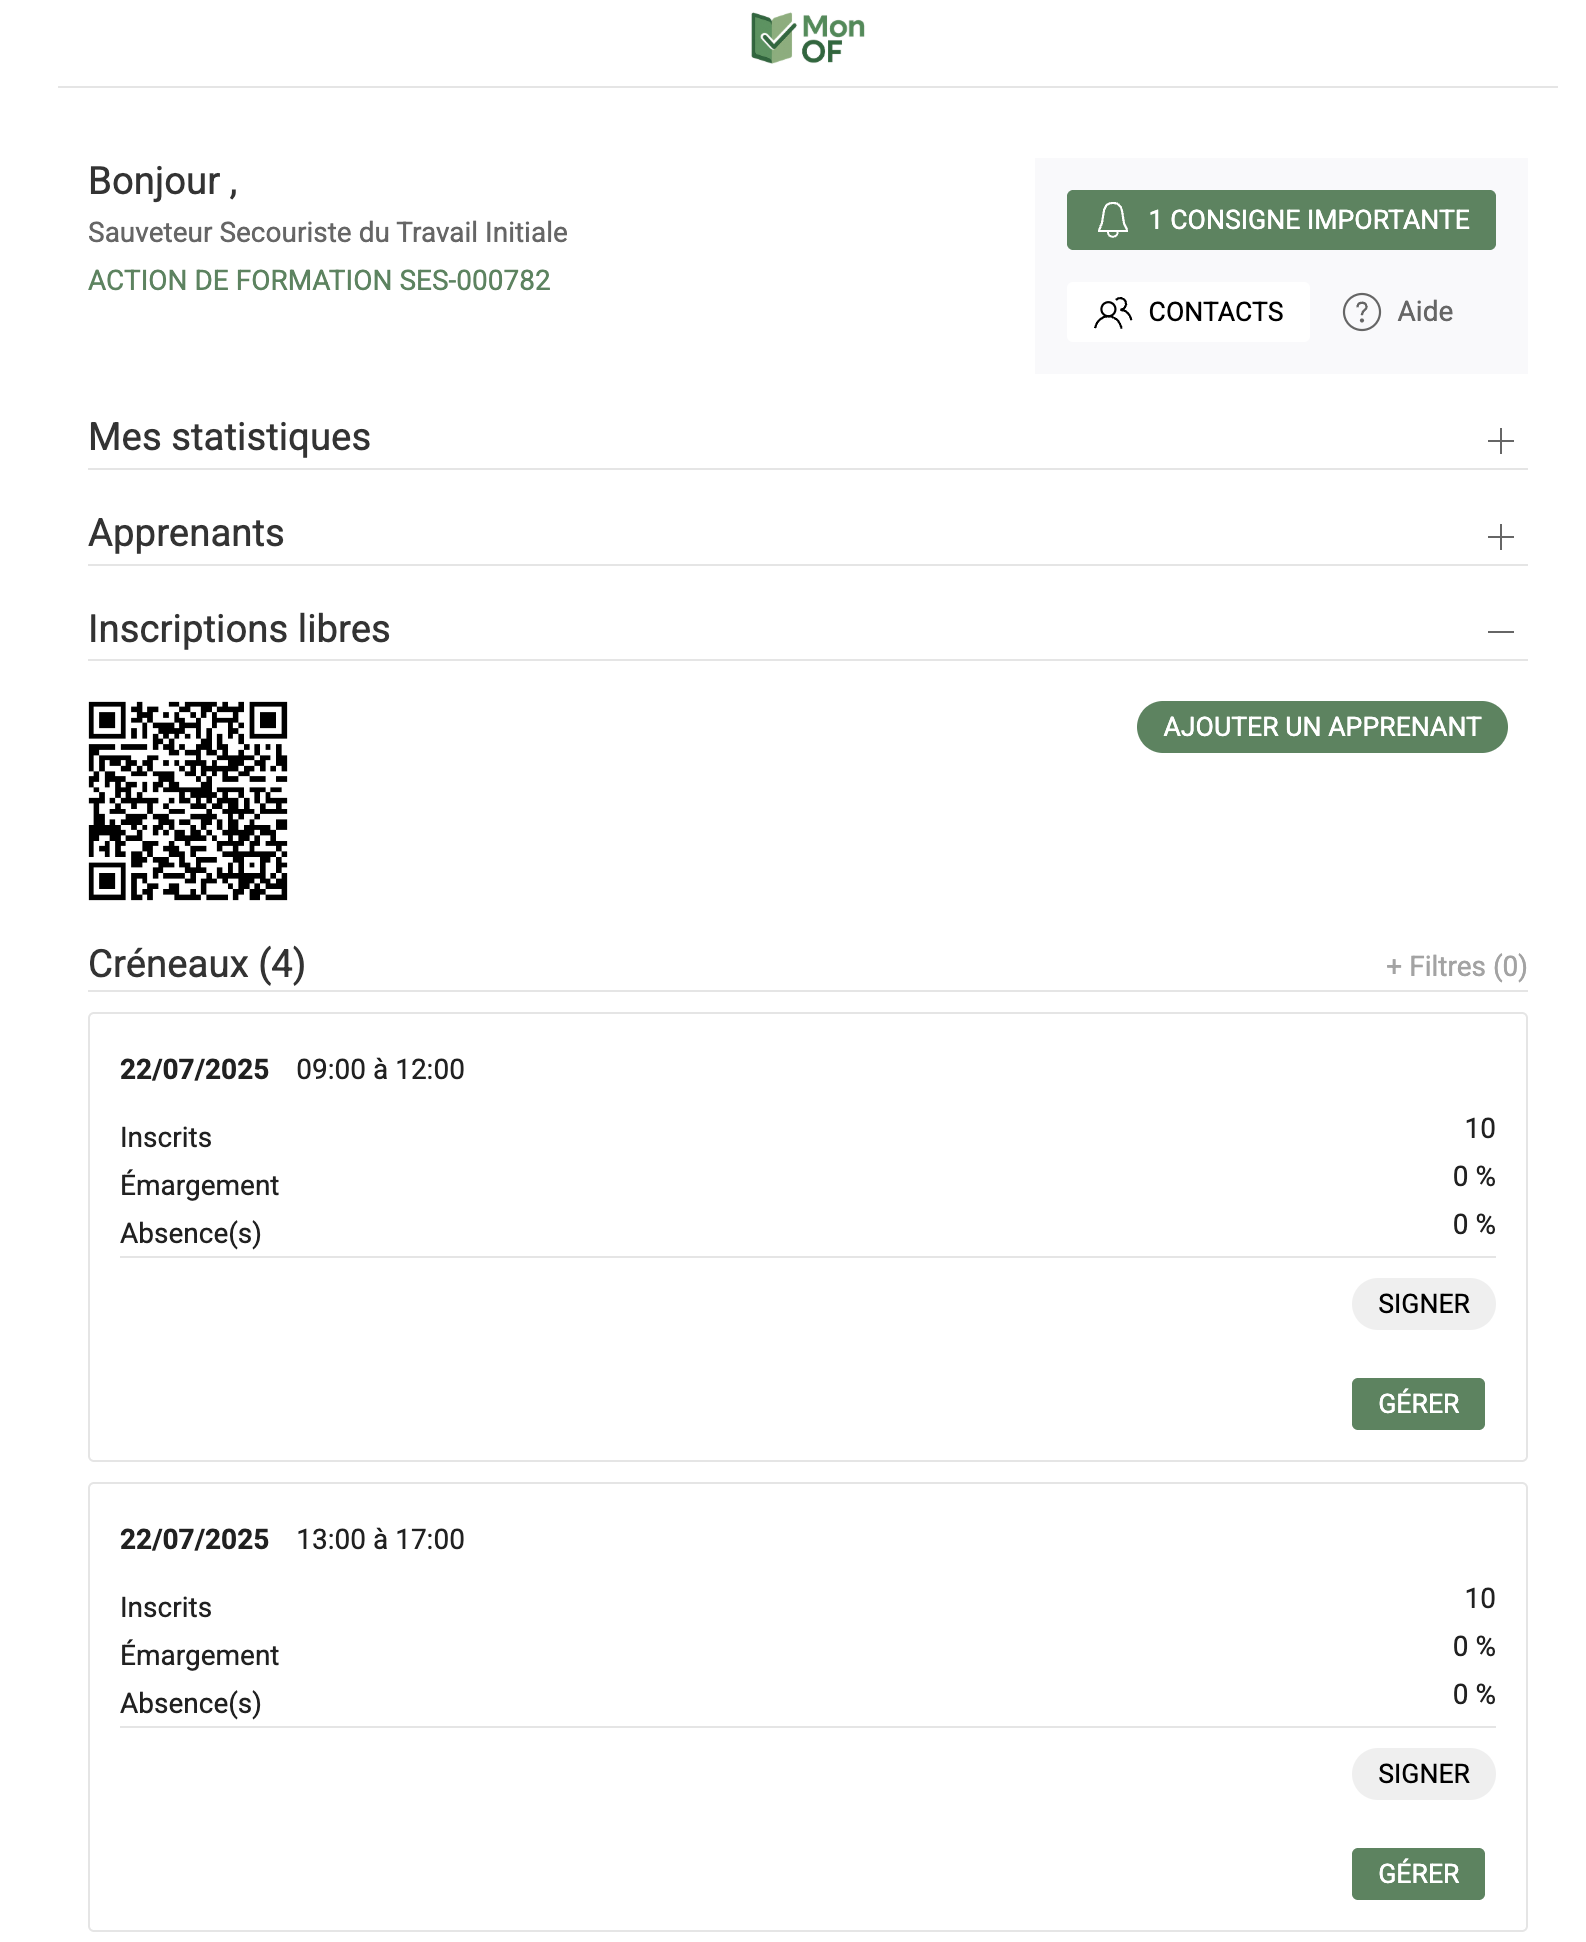 Mon
OF
Bonjour ,
Sauveteur Secouriste du Travail Initiale
ACTION DE FORMATION SES-000782
1 CONSIGNE IMPORTANTE
CONTACTS
? Aide
Mes statistiques
Apprenants
Inscriptions libres
AJOUTER UN APPRENANT
Créneaux (4)
+ Filtres (0)
22/07/2025 09:00 à 12:00
Inscrits 10
Émargement 0 %
Absence(s) 0 %
SIGNER
GÉRER
22/07/2025 13:00 à 17:00
Inscrits 10
Émargement 0 %
Absence(s) 0 %
SIGNER
GÉRER